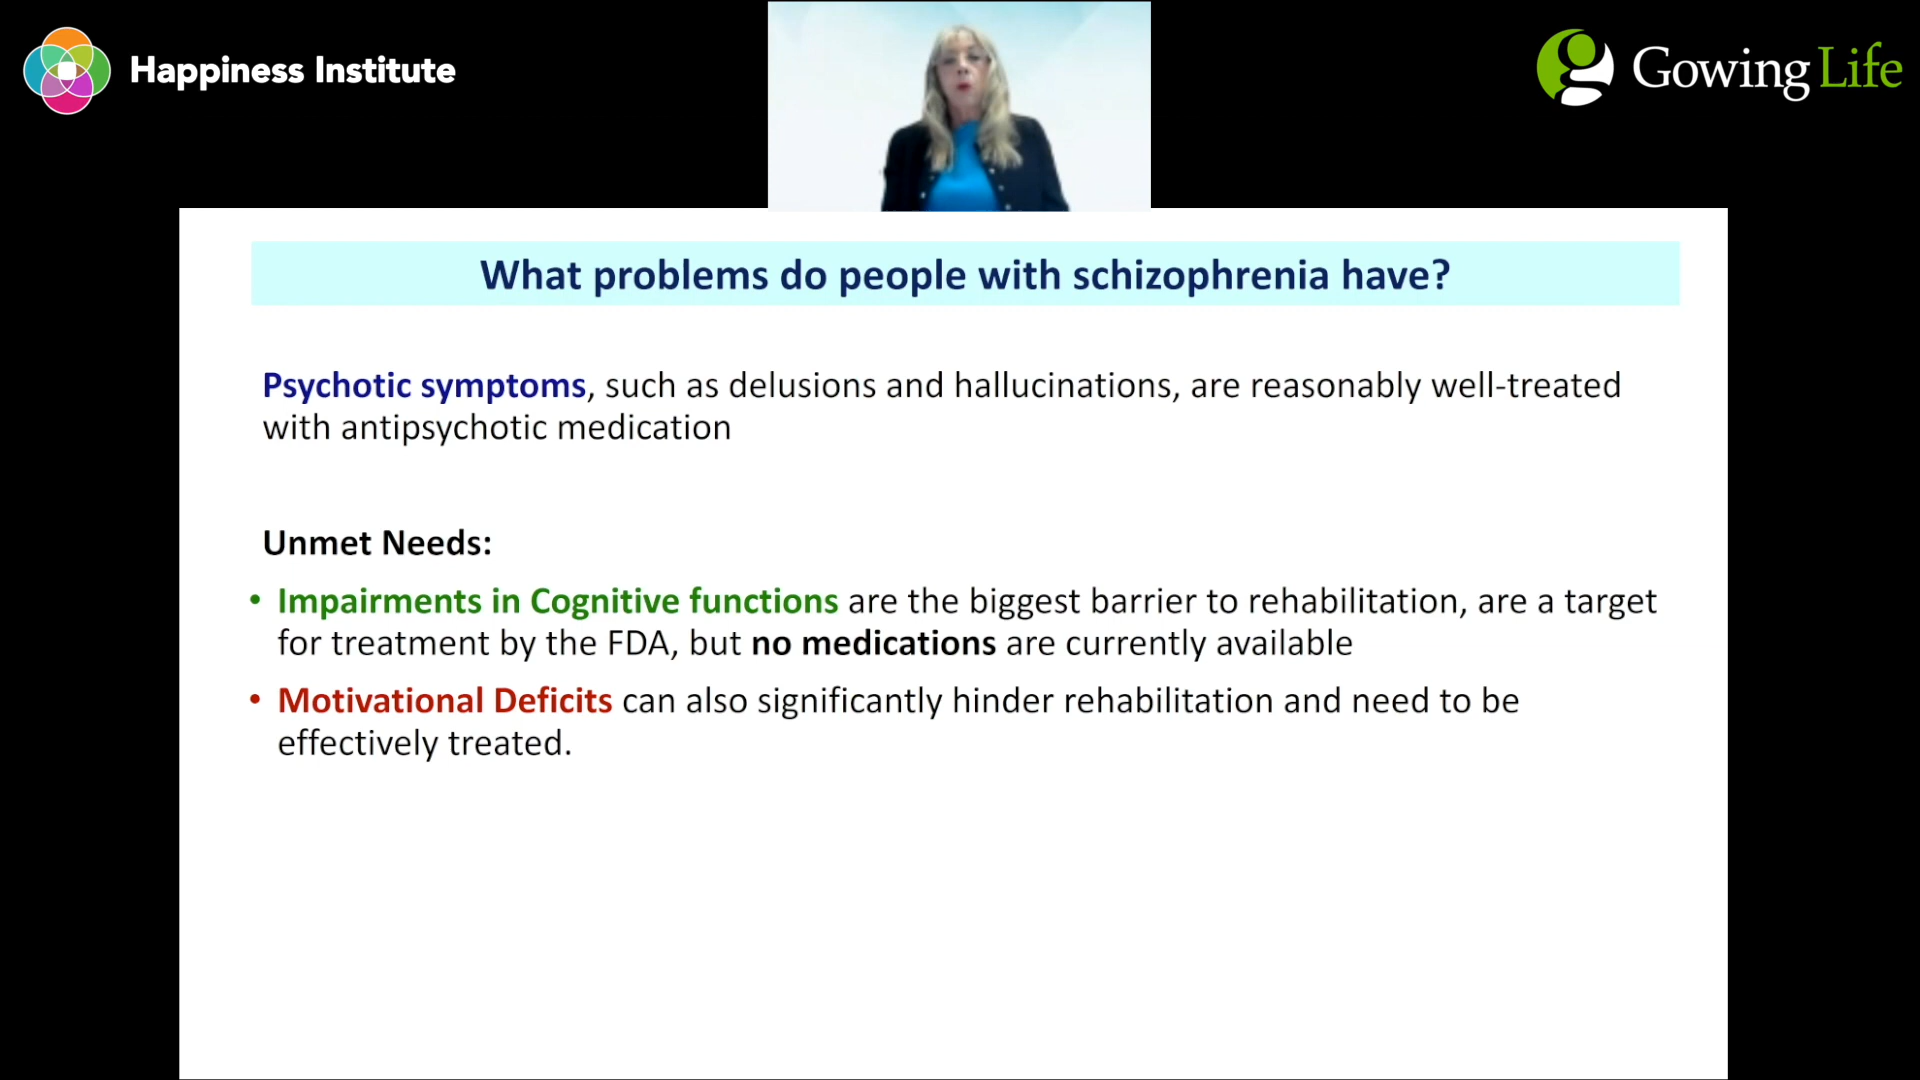 Happiness Institute
Gowing Life
What problems do people with schizophrenia have?
Psychotic symptoms, such as delusions and hallucinations, are reasonably well-treated
with antipsychotic medication
Unmet Needs:
• Impairments in Cognitive functions are the biggest barrier to rehabilitation, are a target
for treatment by the FDA, but no medications are currently available
• Motivational Deficits can also significantly hinder rehabilitation and need to be
effectively treated.